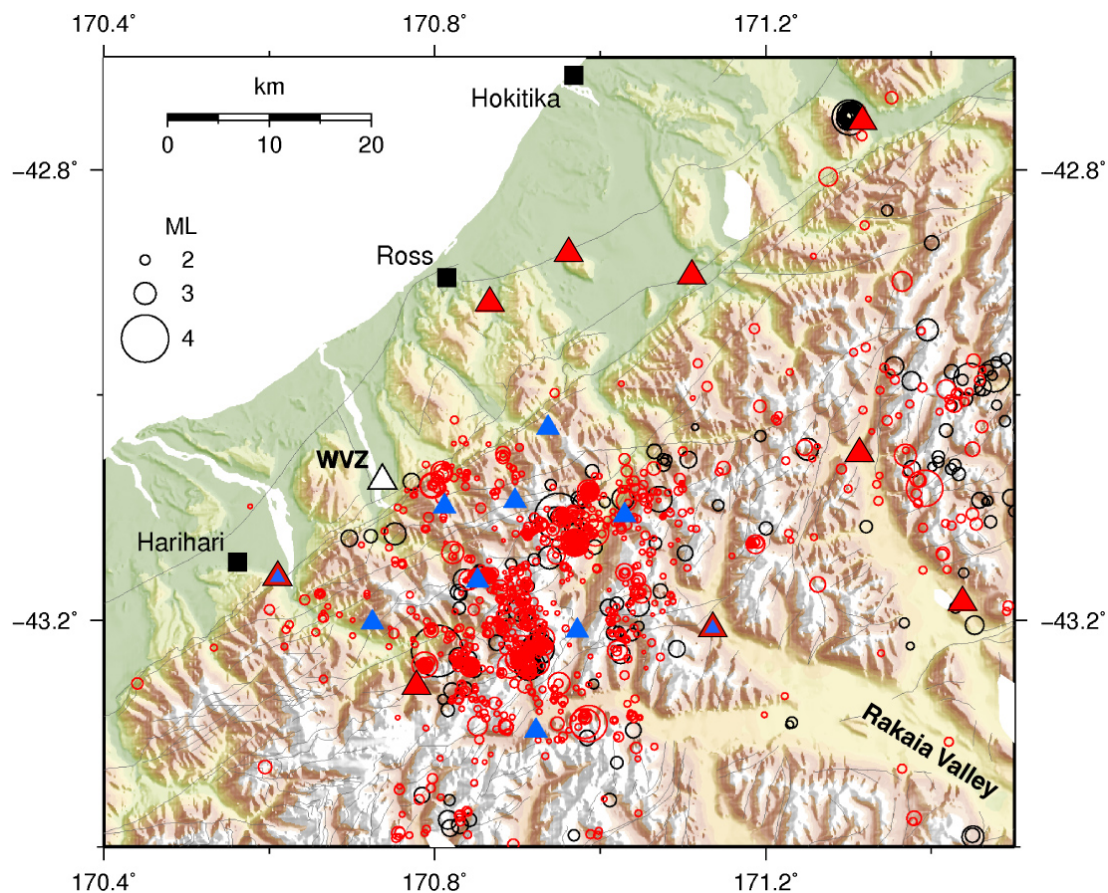 170.4° 170.8° 171.2°
km
0 10 20
Hokitika
−42.8° −42.8°
ML
2
3
4
Ross
WVZ
Harihari
−43.2° −43.2°
Rakaia Valley
170.4° 170.8° 171.2°